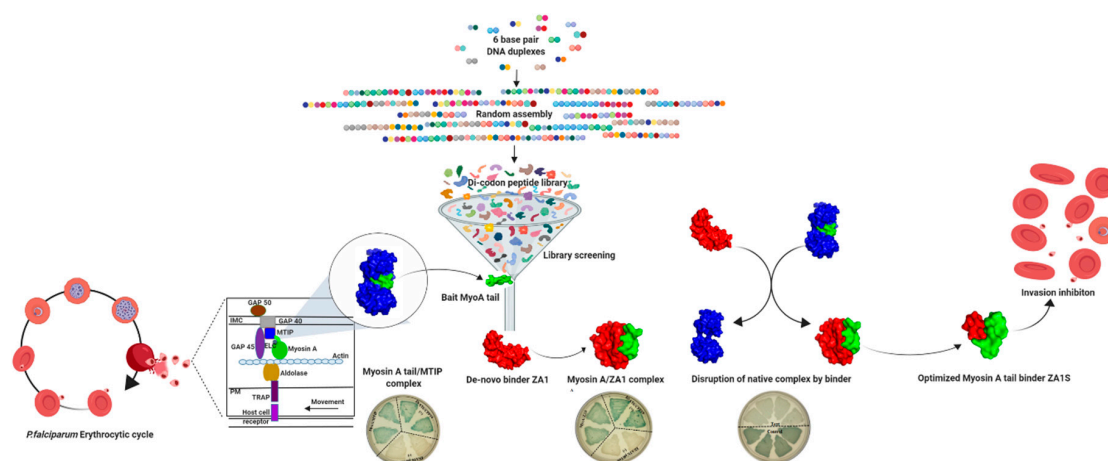 6 base pair
DNA duplexes
Random assembly
Di-codon peptide library
Library screening
Bait MyoA tail
GAP 50
IMC
GAP 40
MTIP
GAP 45
ELC
Myosin A
Actin
Aldolase
PM
TRAP
Host cell
receptor
Movement
P.falciparum Erythrocytic cycle
Myosin A tail/MTIP
complex
De-novo binder ZA1
Myosin A/ZA1 complex
Disruption of native complex by binder
Test
Control
Optimized Myosin A tail binder ZA1S
Invasion inhibiton